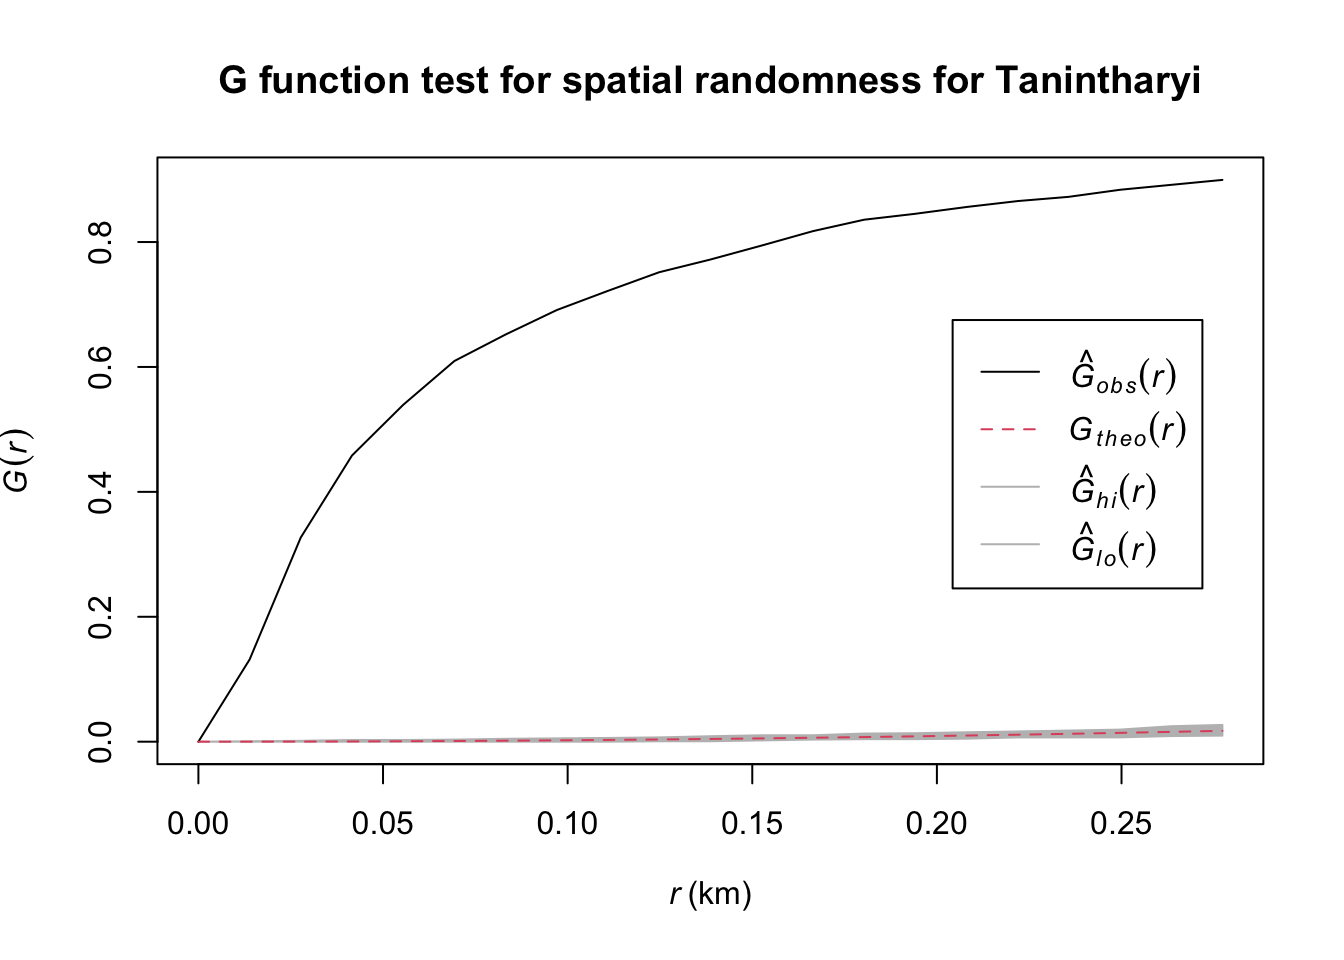 G function test for spatial randomness for Tanintharyi
G(r)
0.8
0.6
0.4
0.2
0.0
Ĝobs(r)
Gtheo(r)
Ĝhi(r)
Ĝlo(r)
0.00 0.05 0.10 0.15 0.20 0.25
r (km)